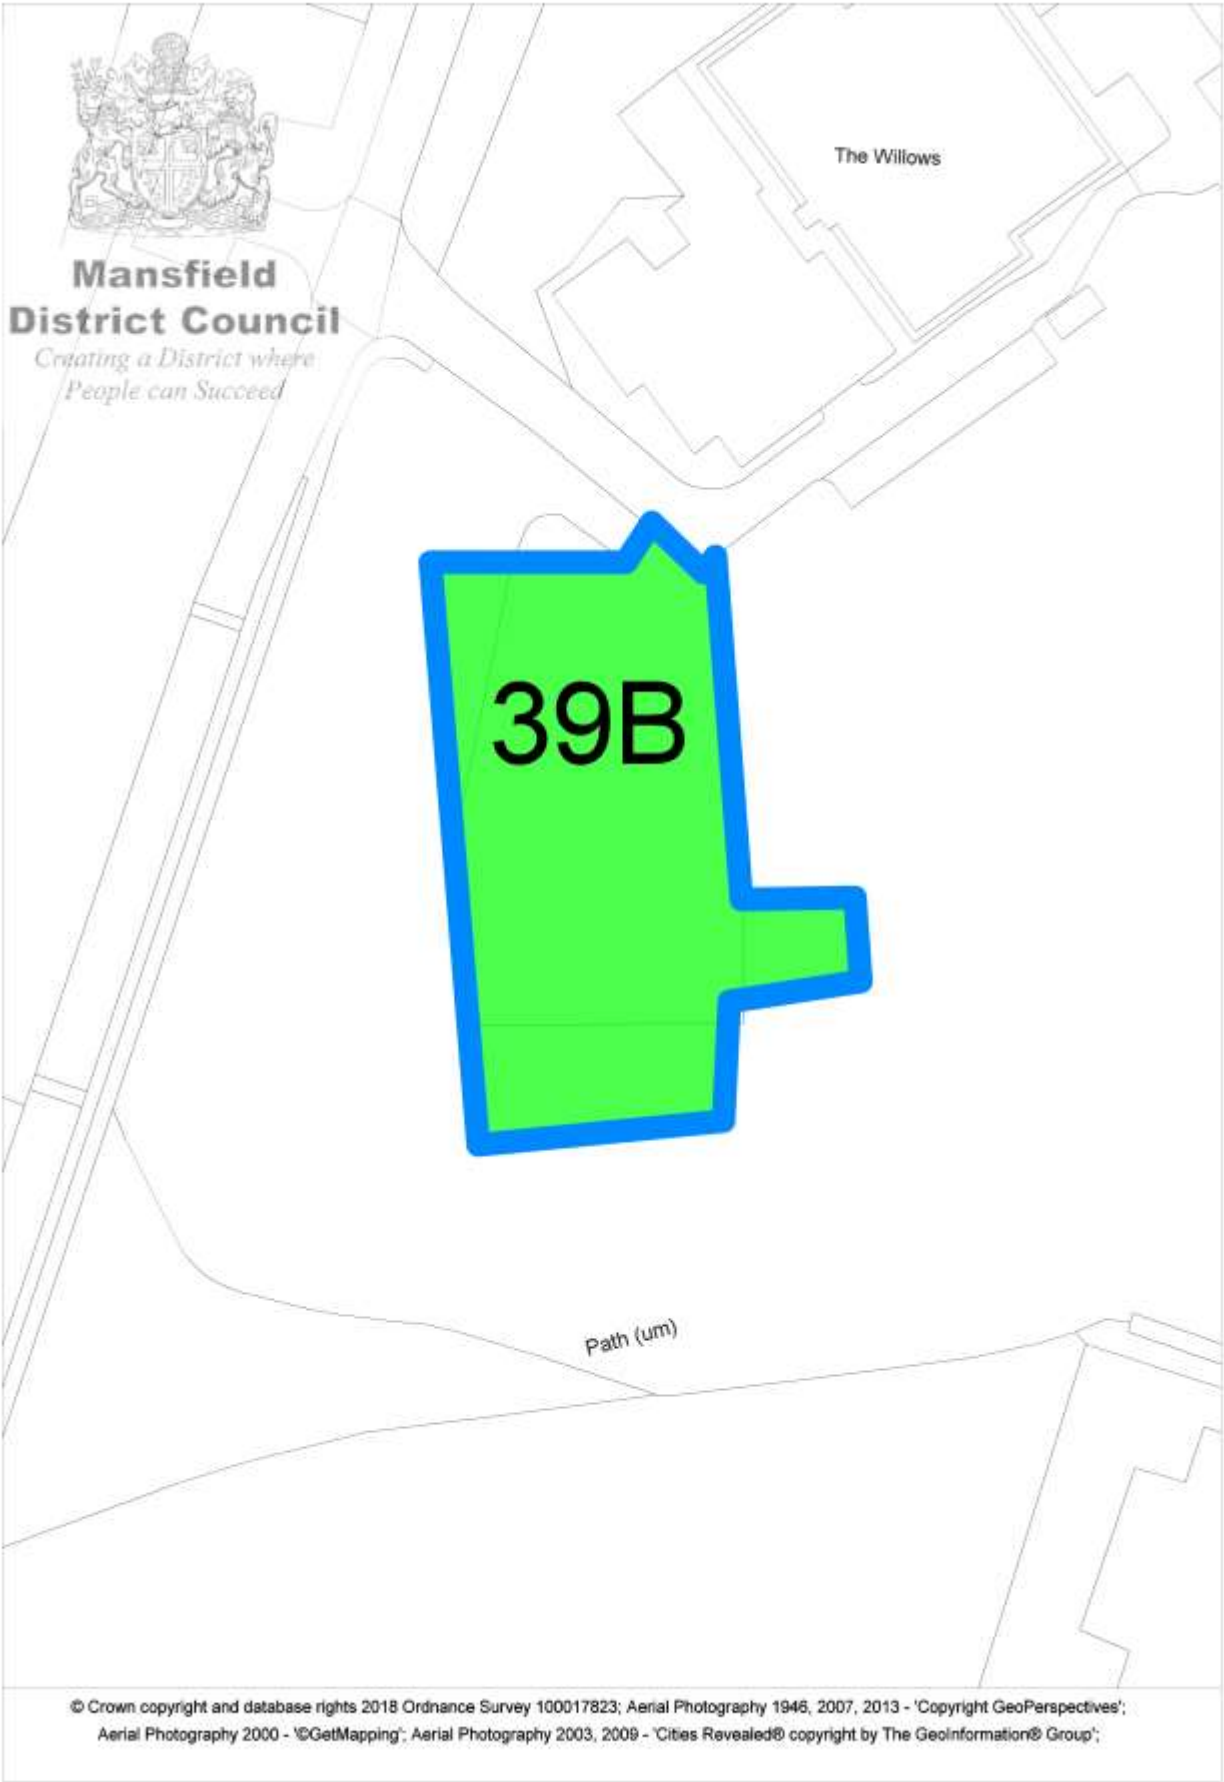 The Willows
Mansfield
District Council
Creating a District where
People can Succeed
39B
Path (um)
© Crown copyright and database rights 2018 Ordnance Survey 100017823; Aerial Photography 1946, 2007, 2013 - 'Copyright GeoPerspectives';
Aerial Photography 2000 - '©GetMapping'; Aerial Photography 2003, 2009 - 'Cities Revealed® copyright by The GeoInformation® Group';